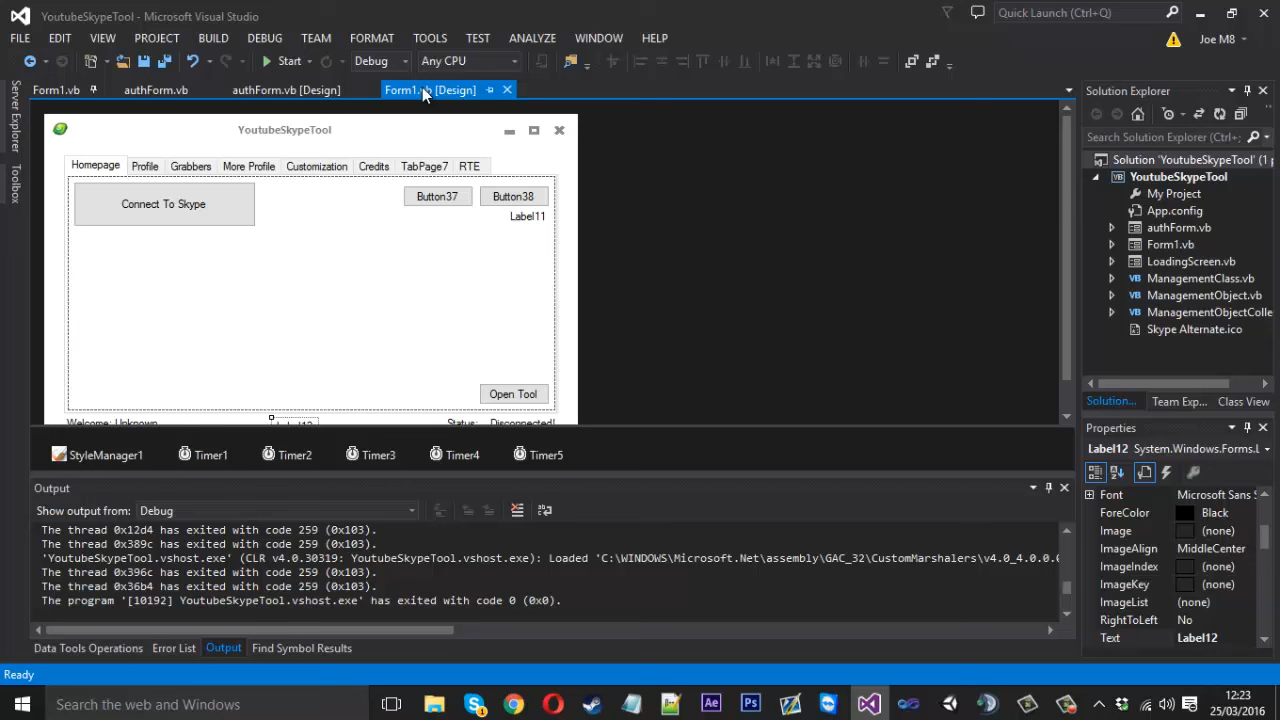 YoutubeSkypeTool - Microsoft Visual Studio
Quick Launch (Ctrl+Q)
FILE EDIT VIEW PROJECT BUILD DEBUG TEAM FORMAT TOOLS TEST ANALYZE WINDOW HELP
Joe M8
Start Debug Any CPU
Form1.vb authForm.vb authForm.vb [Design] Form1.vb [Design]
Server Explorer
Toolbox
YoutubeSkypeTool
Homepage Profile Grabbers More Profile Customization Credits TabPage7 RTE
Connect To Skype
Button37 Button38
Label11
Open Tool
Welcome: Unknown Label12 Status: Disconnected!
StyleManager1 Timer1 Timer2 Timer3 Timer4 Timer5
Output
Show output from: Debug
The thread 0x12d4 has exited with code 259 (0x103).
The thread 0x389c has exited with code 259 (0x103).
'YoutubeSkypeTool.vshost.exe' (CLR v4.0.30319: YoutubeSkypeTool.vshost.exe): Loaded 'C:\WINDOWS\Microsoft.Net\assembly\GAC_32\CustomMarshalers\v4.0_4.0.0.0
The thread 0x396c has exited with code 259 (0x103).
The thread 0x36b4 has exited with code 259 (0x103).
The program '[10192] YoutubeSkypeTool.vshost.exe' has exited with code 0 (0x0).
Data Tools Operations Error List Output Find Symbol Results
Solution Explorer
Search Solution Explorer (Ctrl+
Solution 'YoutubeSkypeTool' (1 p
YoutubeSkypeTool
My Project
App.config
authForm.vb
Form1.vb
LoadingScreen.vb
ManagementClass.vb
ManagementObject.vb
ManagementObjectColle
Skype Alternate.ico
Solution... Team Exp... Class View
Properties
Label12 System.Windows.Forms.L
Font Microsoft Sans S
ForeColor Black
Image (none)
ImageAlign MiddleCenter
ImageIndex (none)
ImageKey (none)
ImageList (none)
RightToLeft No
Text Label12
Ready
Search the web and Windows
12:23
25/03/2016